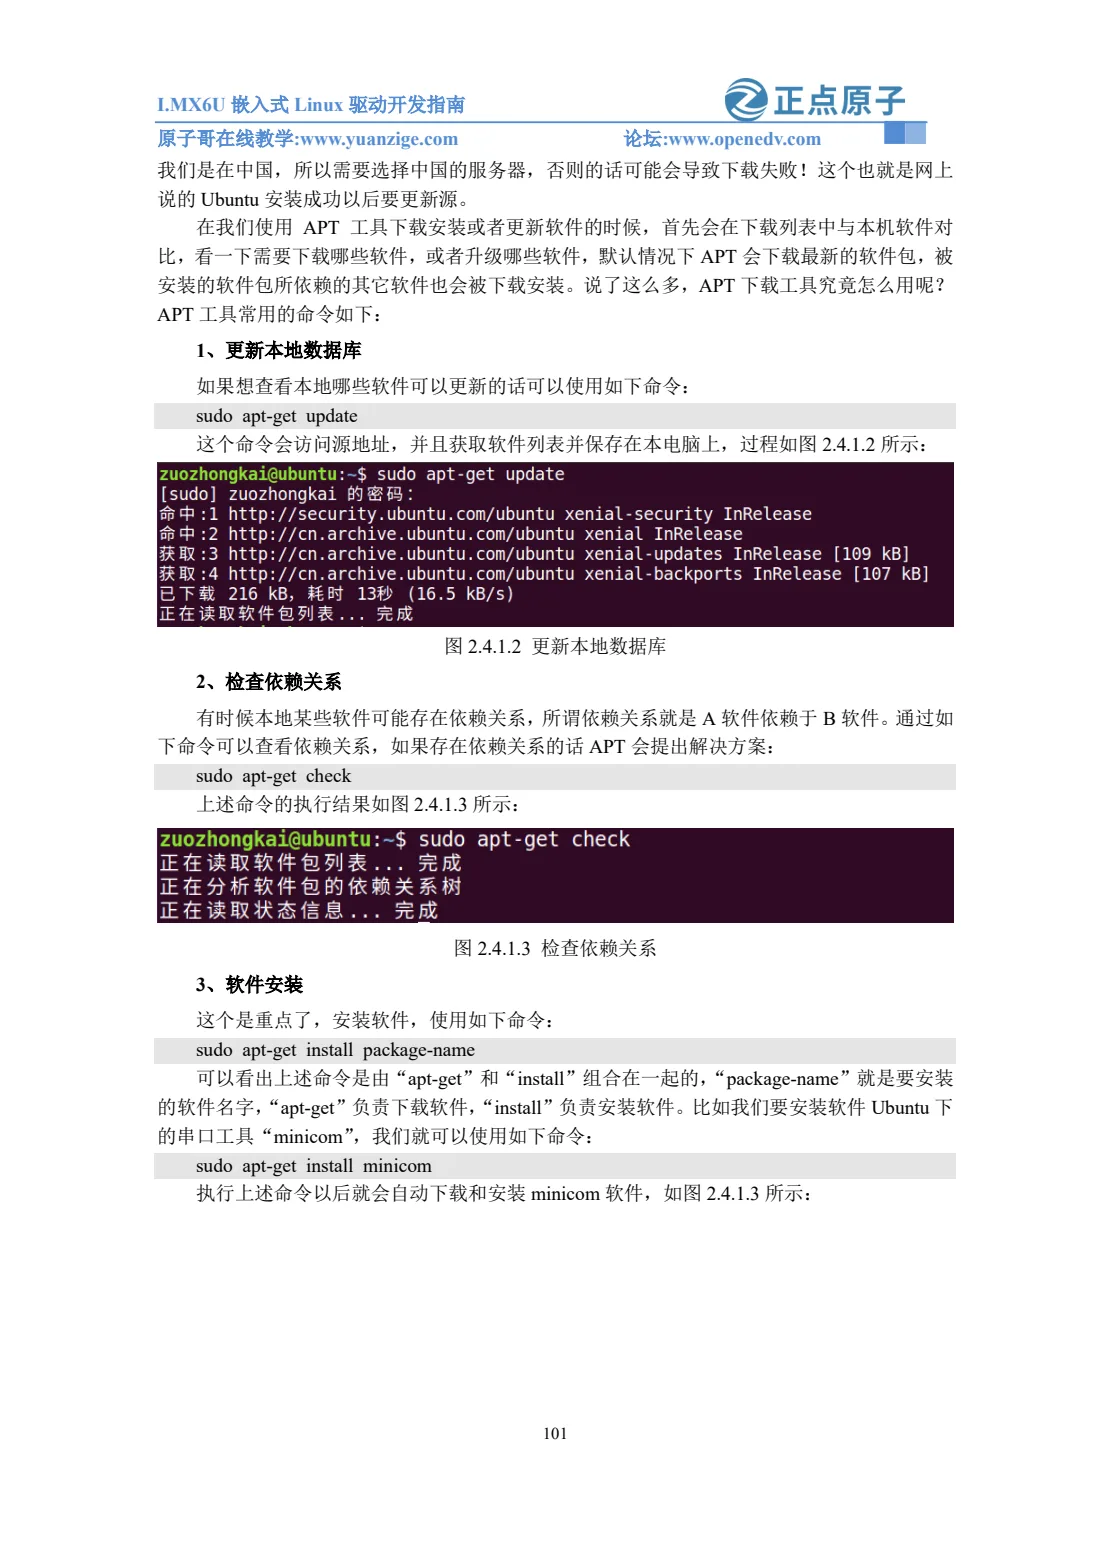 I.MX6U 嵌入式 Linux 驱动开发指南
正点原子
原子哥在线教学:www.yuanzige.com 论坛:www.openedv.com
我们是在中国，所以需要选择中国的服务器，否则的话可能会导致下载失败！这个也就是网上
说的 Ubuntu 安装成功以后要更新源。
在我们使用 APT 工具下载安装或者更新软件的时候，首先会在下载列表中与本机软件对
比，看一下需要下载哪些软件，或者升级哪些软件，默认情况下 APT 会下载最新的软件包，被
安装的软件包所依赖的其它软件也会被下载安装。说了这么多，APT 下载工具究竟怎么用呢？
APT 工具常用的命令如下：
1、更新本地数据库
如果想查看本地哪些软件可以更新的话可以使用如下命令：
sudo apt-get update
这个命令会访问源地址，并且获取软件列表并保存在本电脑上，过程如图 2.4.1.2 所示：
zuozhongkai@ubuntu:~$ sudo apt-get update
[sudo] zuozhongkai 的密码：
命中:1 http://security.ubuntu.com/ubuntu xenial-security InRelease
命中:2 http://cn.archive.ubuntu.com/ubuntu xenial InRelease
获取:3 http://cn.archive.ubuntu.com/ubuntu xenial-updates InRelease [109 kB]
获取:4 http://cn.archive.ubuntu.com/ubuntu xenial-backports InRelease [107 kB]
已下载 216 kB，耗时 13秒 (16.5 kB/s)
正在读取软件包列表... 完成
图 2.4.1.2 更新本地数据库
2、检查依赖关系
有时候本地某些软件可能存在依赖关系，所谓依赖关系就是 A 软件依赖于 B 软件。通过如
下命令可以查看依赖关系，如果存在依赖关系的话 APT 会提出解决方案：
sudo apt-get check
上述命令的执行结果如图 2.4.1.3 所示：
zuozhongkai@ubuntu:~$ sudo apt-get check
正在读取软件包列表... 完成
正在分析软件包的依赖关系树
正在读取状态信息... 完成
图 2.4.1.3 检查依赖关系
3、软件安装
这个是重点了，安装软件，使用如下命令：
sudo apt-get install package-name
可以看出上述命令是由“apt-get”和“install”组合在一起的，“package-name”就是要安装
的软件名字，“apt-get”负责下载软件，“install”负责安装软件。比如我们要安装软件 Ubuntu 下
的串口工具“minicom”，我们就可以使用如下命令：
sudo apt-get install minicom
执行上述命令以后就会自动下载和安装 minicom 软件，如图 2.4.1.3 所示：
101